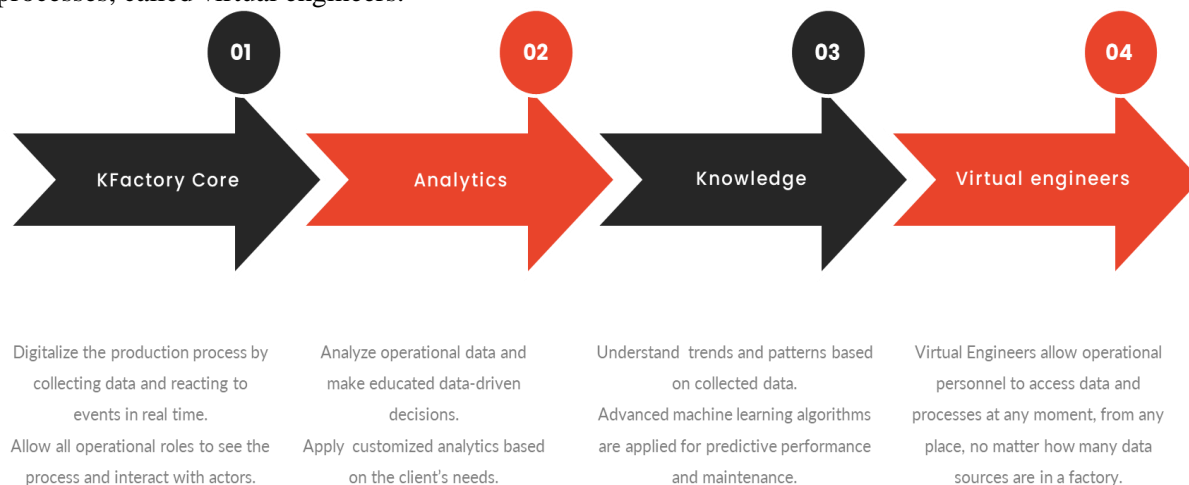 processes, called virtual engineers.
01
02
03
04
KFactory Core
Analytics
Knowledge
Virtual engineers
Digitalize the production process by
collecting data and reacting to
events in real time.
Allow all operational roles to see the
process and interact with actors.
Analyze operational data and
make educated data-driven
decisions.
Apply customized analytics based
on the client's needs.
Understand trends and patterns based
on collected data.
Advanced machine learning algorithms
are applied for predictive performance
and maintenance.
Virtual Engineers allow operational
personnel to access data and
processes at any moment, from any
place, no matter how many data
sources are in a factory.